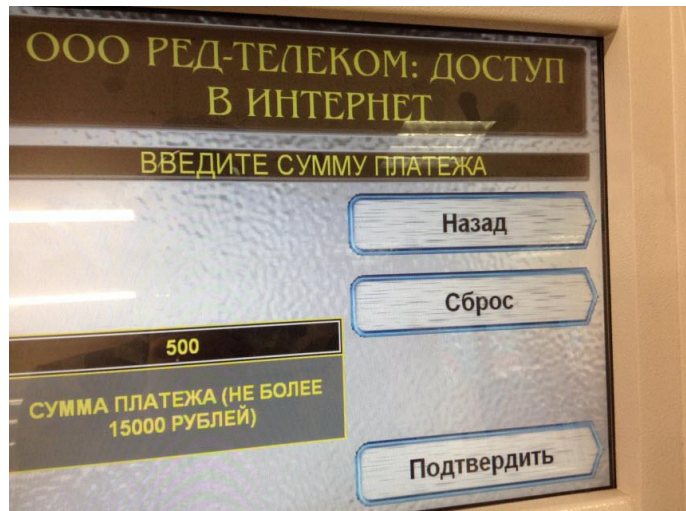 ООО РЕД-ТЕЛЕКОМ: ДОСТУП
В ИНТЕРНЕТ
ВВЕДИТЕ СУММУ ПЛАТЕЖА
Назад
Сброс
500
СУММА ПЛАТЕЖА (НЕ БОЛЕЕ
15000 РУБЛЕЙ)
Подтвердить